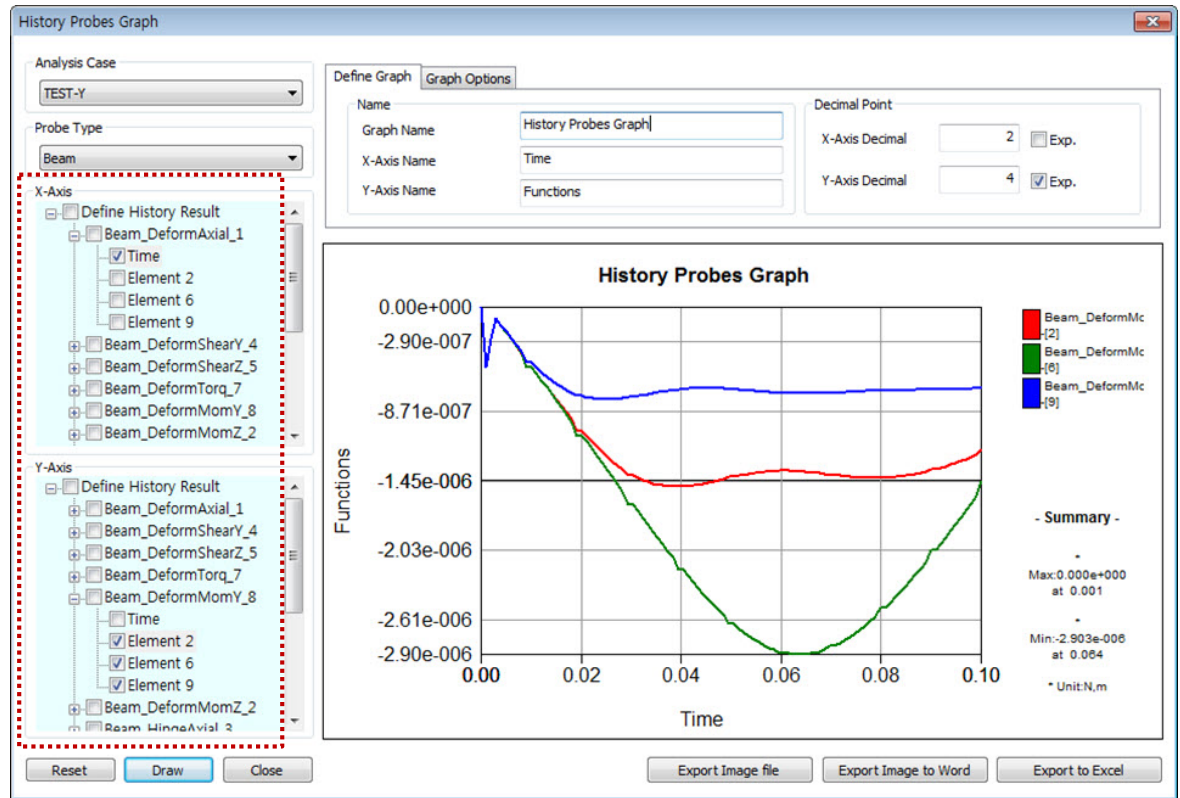 History Probes Graph
Analysis Case
TEST-Y
Probe Type
Beam
X-Axis
Define History Result
Beam_DeformAxial_1
Time
Element 2
Element 6
Element 9
Beam_DeformShearY_4
Beam_DeformShearZ_5
Beam_DeformTorq_7
Beam_DeformMomY_8
Beam_DeformMomZ_2
Y-Axis
Define History Result
Beam_DeformAxial_1
Beam_DeformShearY_4
Beam_DeformShearZ_5
Beam_DeformTorq_7
Beam_DeformMomY_8
Time
Element 2
Element 6
Element 9
Beam_DeformMomZ_2
Beam_HingeAxial_3
Reset Draw Close
Define Graph Graph Options
Name
Graph Name History Probes Graph
X-Axis Name Time
Y-Axis Name Functions
Decimal Point
X-Axis Decimal 2 Exp.
Y-Axis Decimal 4 Exp.
History Probes Graph
0.00e+000
-2.90e-007
-8.71e-007
-1.45e-006
-2.03e-006
-2.61e-006
-2.90e-006
Functions
0.00 0.02 0.04 0.06 0.08 0.10
Time
Beam_DeformMc
-[2]
Beam_DeformMc
-[6]
Beam_DeformMc
-[9]
- Summary -
*
Max:0.000e+000
at 0.001
*
Min:-2.903e-006
at 0.064
* Unit:N,m
Export Image file Export Image to Word Export to Excel